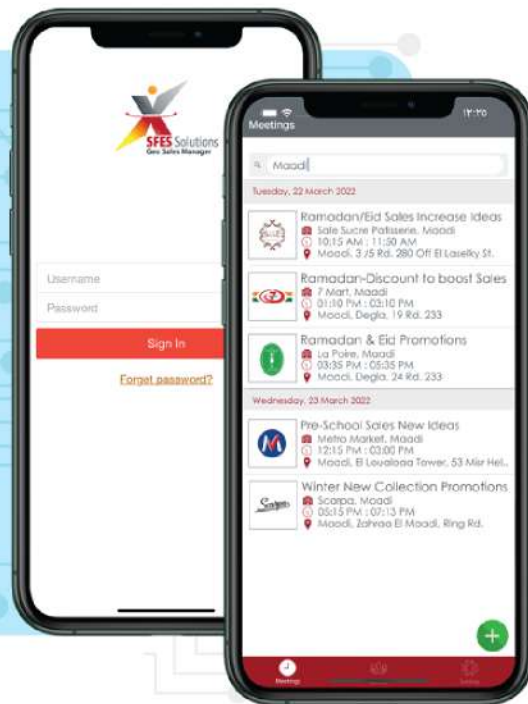 SFES Solutions
Geo Sales Manager
Username
Password
Sign In
Forget password?
١٢:٣٥
Meetings
Maadi
Tuesday, 22 March 2022
Ramadan/Eid Sales Increase Ideas
Sale Sucre Patisserie, Maadi
10:15 AM : 11:50 AM
Maadi, 3 /5 Rd. 280 Off El Laselky St.
Ramadan-Discount to boost Sales
7 Mart, Maadi
01:10 PM : 03:10 PM
Maadi, Degla, 19 Rd. 233
Ramadan & Eid Promotions
La Poire, Maadi
03:35 PM : 05:35 PM
Maadi, Degla, 24 Rd. 233
Wednesday, 23 March 2022
Pre-School Sales New Ideas
Metro Market, Maadi
12:15 PM : 03:00 PM
Maadi, El Loualoaa Tower, 53 Misr Hel..
Winter New Collection Promotions
Scarpa, Maadi
05:15 PM : 07:13 PM
Maadi, Zahraa El Maadi, Ring Rd.
Scarpa
Meetings